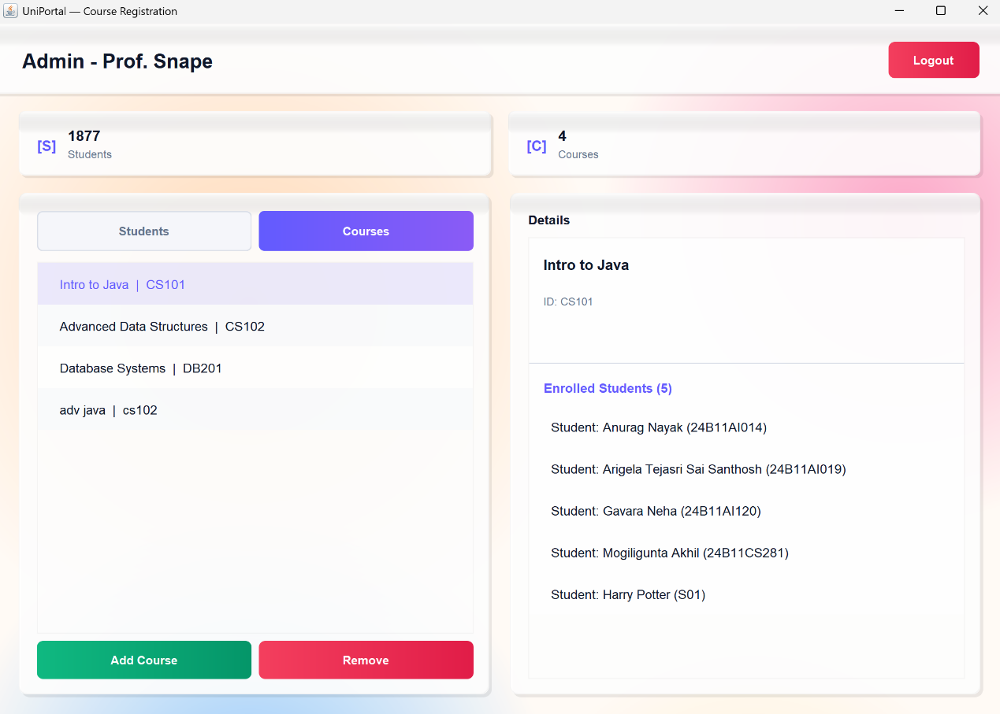 UniPortal — Course Registration
Admin - Prof. Snape
Logout
[S]
1877
Students
[C]
4
Courses
Students
Courses
Intro to Java | CS101
Advanced Data Structures | CS102
Database Systems | DB201
adv java | cs102
Add Course
Remove
Details
Intro to Java
ID: CS101
Enrolled Students (5)
Student: Anurag Nayak (24B11AI014)
Student: Arigela Tejasri Sai Santhosh (24B11AI019)
Student: Gavara Neha (24B11AI120)
Student: Mogiligunta Akhil (24B11CS281)
Student: Harry Potter (S01)